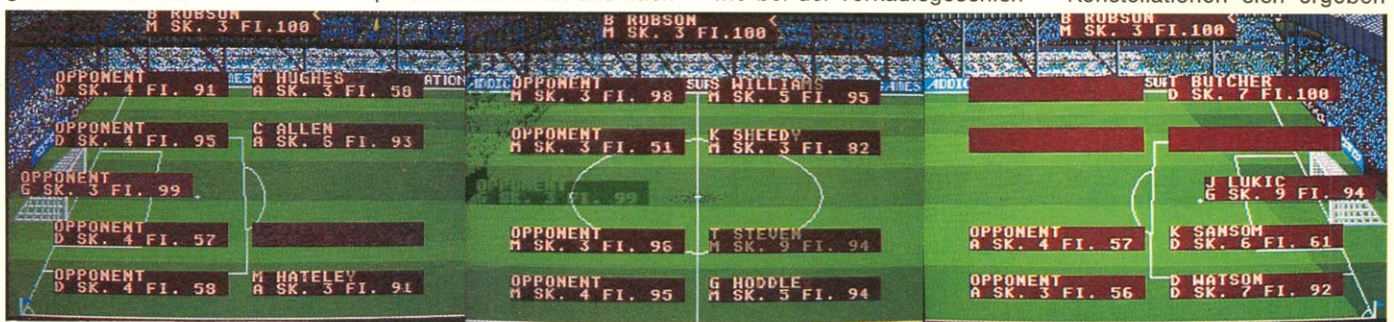 B ROBSON <
M SK. 3 FI.100
OPPONENT
D SK. 4 FI. 91
M HUGHES
A SK. 3 FI. 58
OPPONENT
D SK. 4 FI. 95
C ALLEN
A SK. 6 FI. 93
OPPONENT
G SK. 3 FI. 99
OPPONENT
D SK. 4 FI. 57
OPPONENT
D SK. 4 FI. 58
M HATELEY
A SK. 3 FI. 91
B ROBSON <
M SK. 3 FI.100
OPPONENT
M SK. 3 FI. 98
S WILLIAMS
M SK. 5 FI. 95
OPPONENT
M SK. 3 FI. 51
K SHEEDY
M SK. 3 FI. 82
OPPONENT
G SK. 3 FI. 99
OPPONENT
M SK. 3 FI. 96
T STEVEN
M SK. 9 FI. 94
OPPONENT
M SK. 4 FI. 95
G HODDLE
M SK. 5 FI. 94
B ROBSON <
M SK. 3 FI.100
ADDIC
T BUTCHER
D SK. 7 FI.100
J LUKIC
G SK. 9 FI. 94
OPPONENT
A SK. 4 FI. 57
K SANSOM
D SK. 6 FI. 61
OPPONENT
A SK. 3 FI. 56
D WATSON
D SK. 7 FI. 92